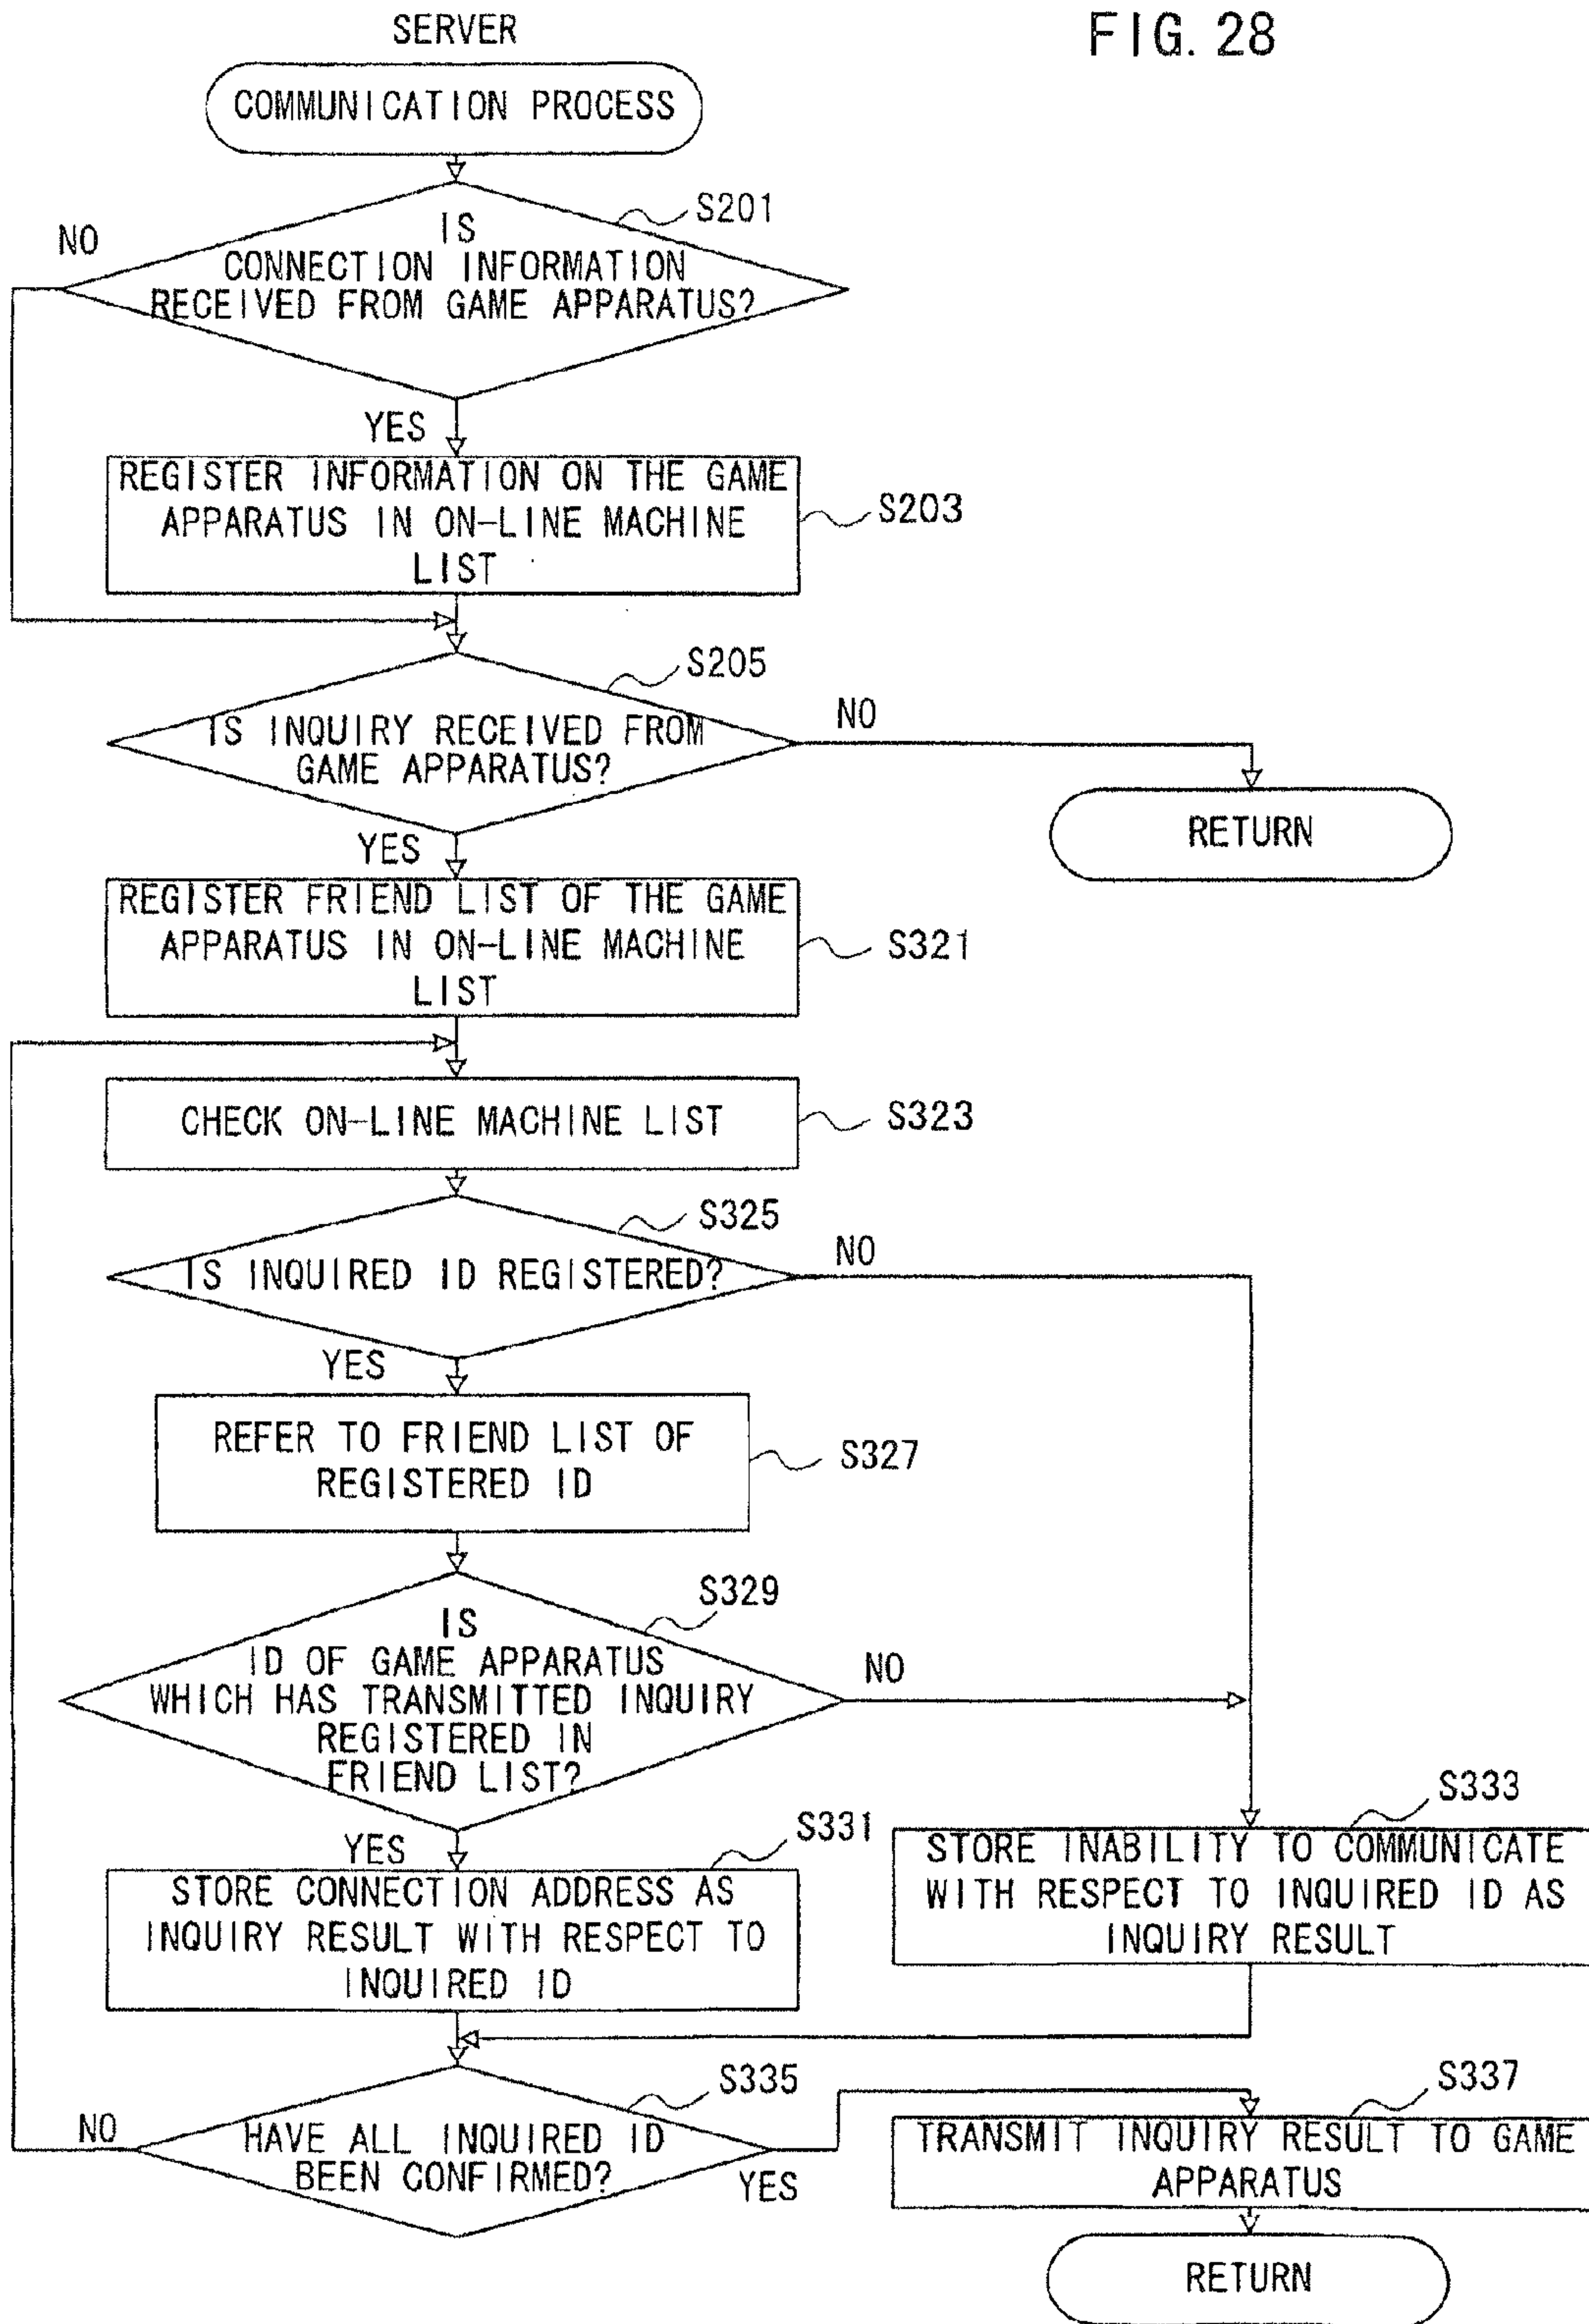 FIG. 28
SERVER
COMMUNICATION PROCESS
S201
NO
IS
CONNECTION INFORMATION
RECEIVED FROM GAME APPARATUS?
YES
REGISTER INFORMATION ON THE GAME
APPARATUS IN ON-LINE MACHINE
LIST
S203
S205
IS INQUIRY RECEIVED FROM
GAME APPARATUS?
NO
RETURN
YES
REGISTER FRIEND LIST OF THE GAME
APPARATUS IN ON-LINE MACHINE
LIST
S321
CHECK ON-LINE MACHINE LIST
S323
S325
IS INQUIRED ID REGISTERED?
NO
YES
REFER TO FRIEND LIST OF
REGISTERED ID
S327
S329
IS
ID OF GAME APPARATUS
WHICH HAS TRANSMITTED INQUIRY
REGISTERED IN
FRIEND LIST?
NO
YES
S331
STORE CONNECTION ADDRESS AS
INQUIRY RESULT WITH RESPECT TO
INQUIRED ID
S333
STORE INABILITY TO COMMUNICATE
WITH RESPECT TO INQUIRED ID AS
INQUIRY RESULT
S335
NO
HAVE ALL INQUIRED ID
BEEN CONFIRMED?
YES
S337
TRANSMIT INQUIRY RESULT TO GAME
APPARATUS
RETURN